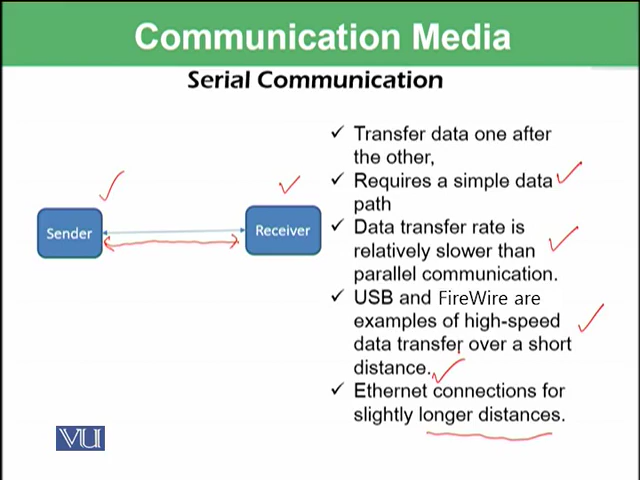 Communication Media
Serial Communication
✓ Transfer data one after
the other,
✓ Requires a simple data
path
✓ Data transfer rate is
relatively slower than
parallel communication.
✓ USB and FireWire are
examples of high-speed
data transfer over a short
distance.
✓ Ethernet connections for
slightly longer distances.
Sender
Receiver
VU